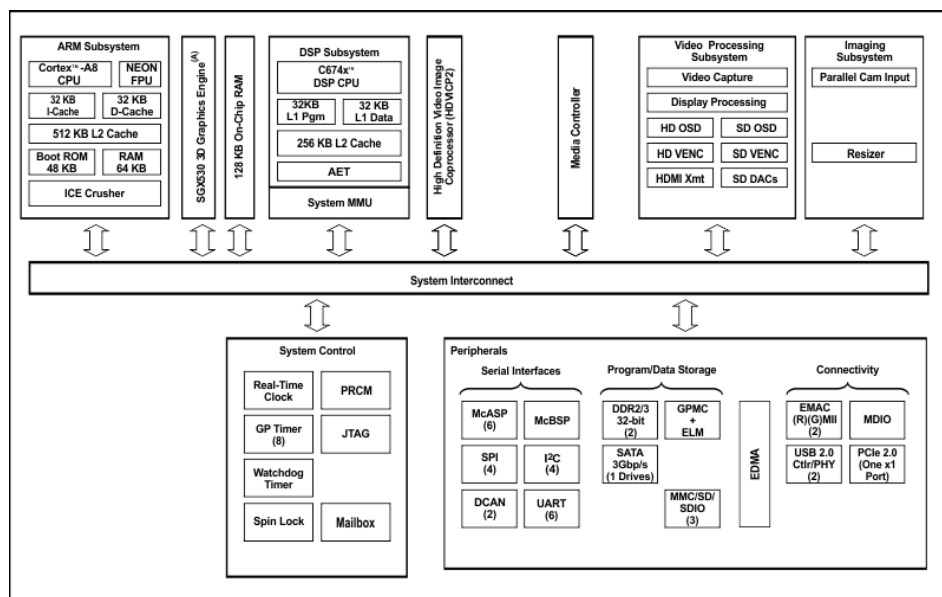 ARM Subsystem
Cortex™-A8
CPU
NEON
FPU
32 KB
I-Cache
32 KB
D-Cache
512 KB L2 Cache
Boot ROM
48 KB
RAM
64 KB
ICE Crusher
SGX530 3D Graphics Engine(A)
128 KB On-Chip RAM
DSP Subsystem
C674x™
DSP CPU
32KB
L1 Pgm
32 KB
L1 Data
256 KB L2 Cache
AET
System MMU
High Definition Video Image
Coprocessor (HDVICP2)
Media Controller
Video Processing
Subsystem
Video Capture
Display Processing
HD OSD
SD OSD
HD VENC
SD VENC
HDMI Xmt
SD DACs
Imaging
Subsystem
Parallel Cam Input
Resizer
System Interconnect
System Control
Real-Time
Clock
PRCM
GP Timer
(8)
JTAG
Watchdog
Timer
Spin Lock
Mailbox
Peripherals
Serial Interfaces
McASP
(6)
McBSP
SPI
(4)
I²C
(4)
DCAN
(2)
UART
(6)
Program/Data Storage
DDR2/3
32-bit
(2)
GPMC
+
ELM
SATA
3Gbp/s
(1 Drives)
MMC/SD/
SDIO
(3)
EDMA
Connectivity
EMAC
(R)(G)MII
(2)
MDIO
USB 2.0
Ctlr/PHY
(2)
PCIe 2.0
(One x1
Port)